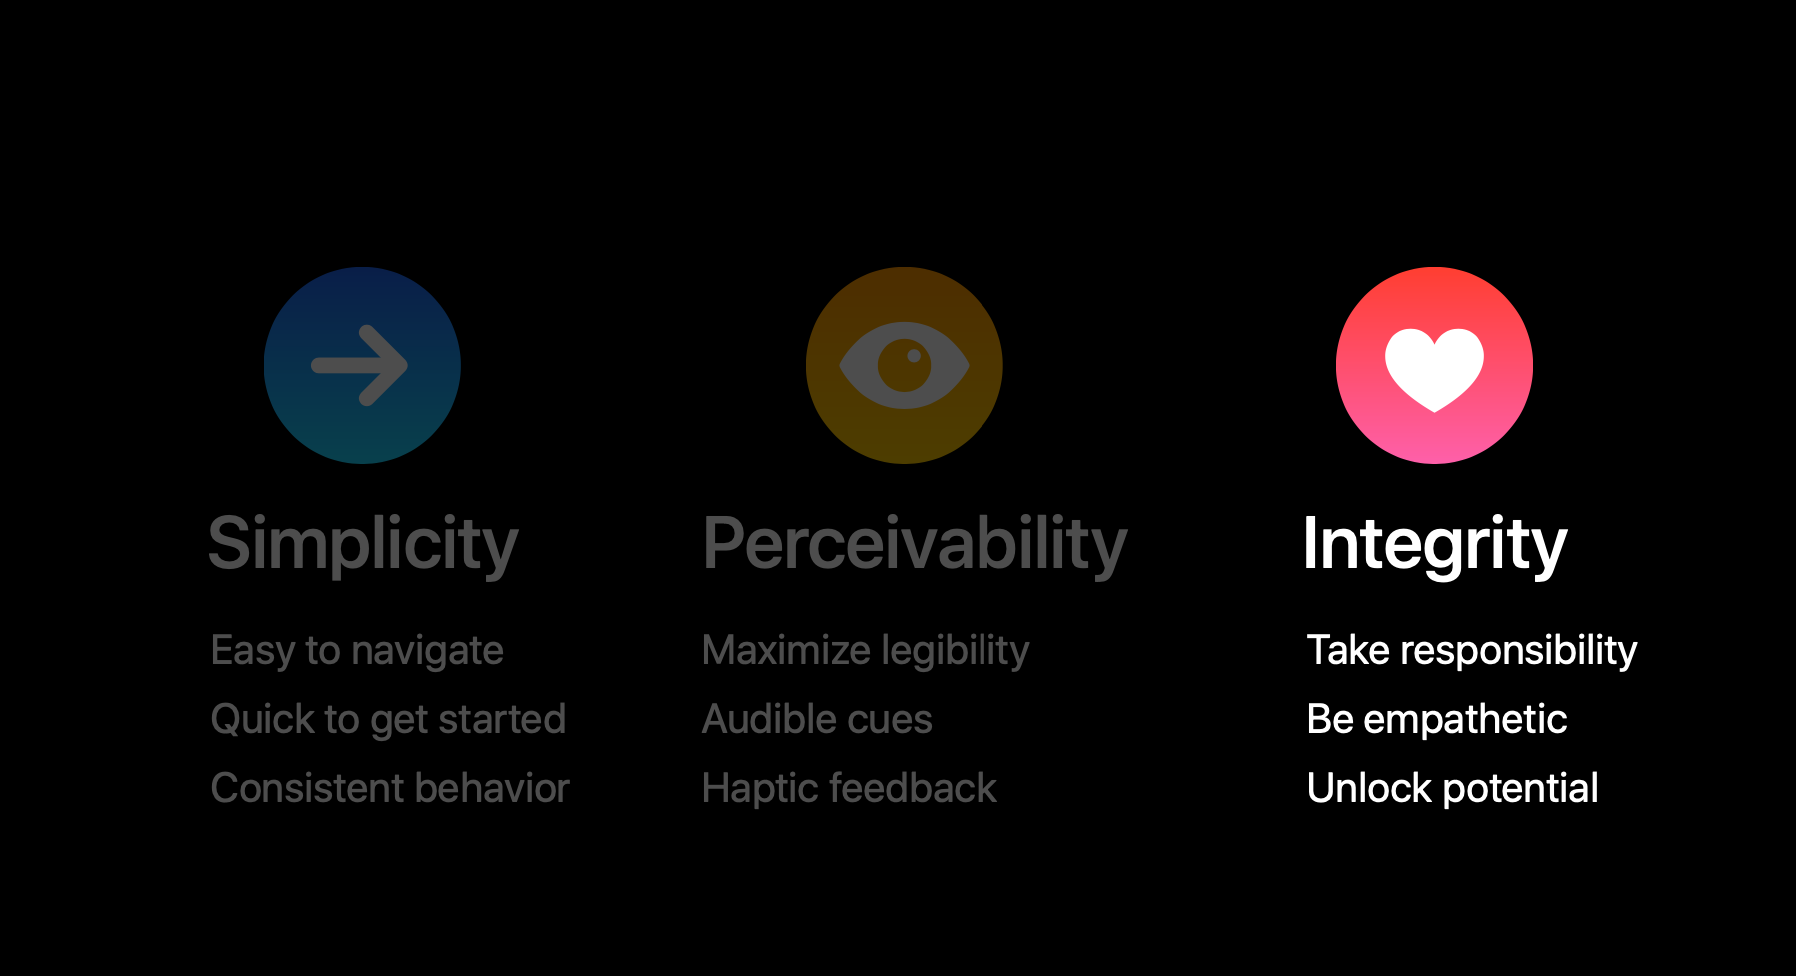 Simplicity
Easy to navigate
Quick to get started
Consistent behavior
Perceivability
Maximize legibility
Audible cues
Haptic feedback
Integrity
Take responsibility
Be empathetic
Unlock potential